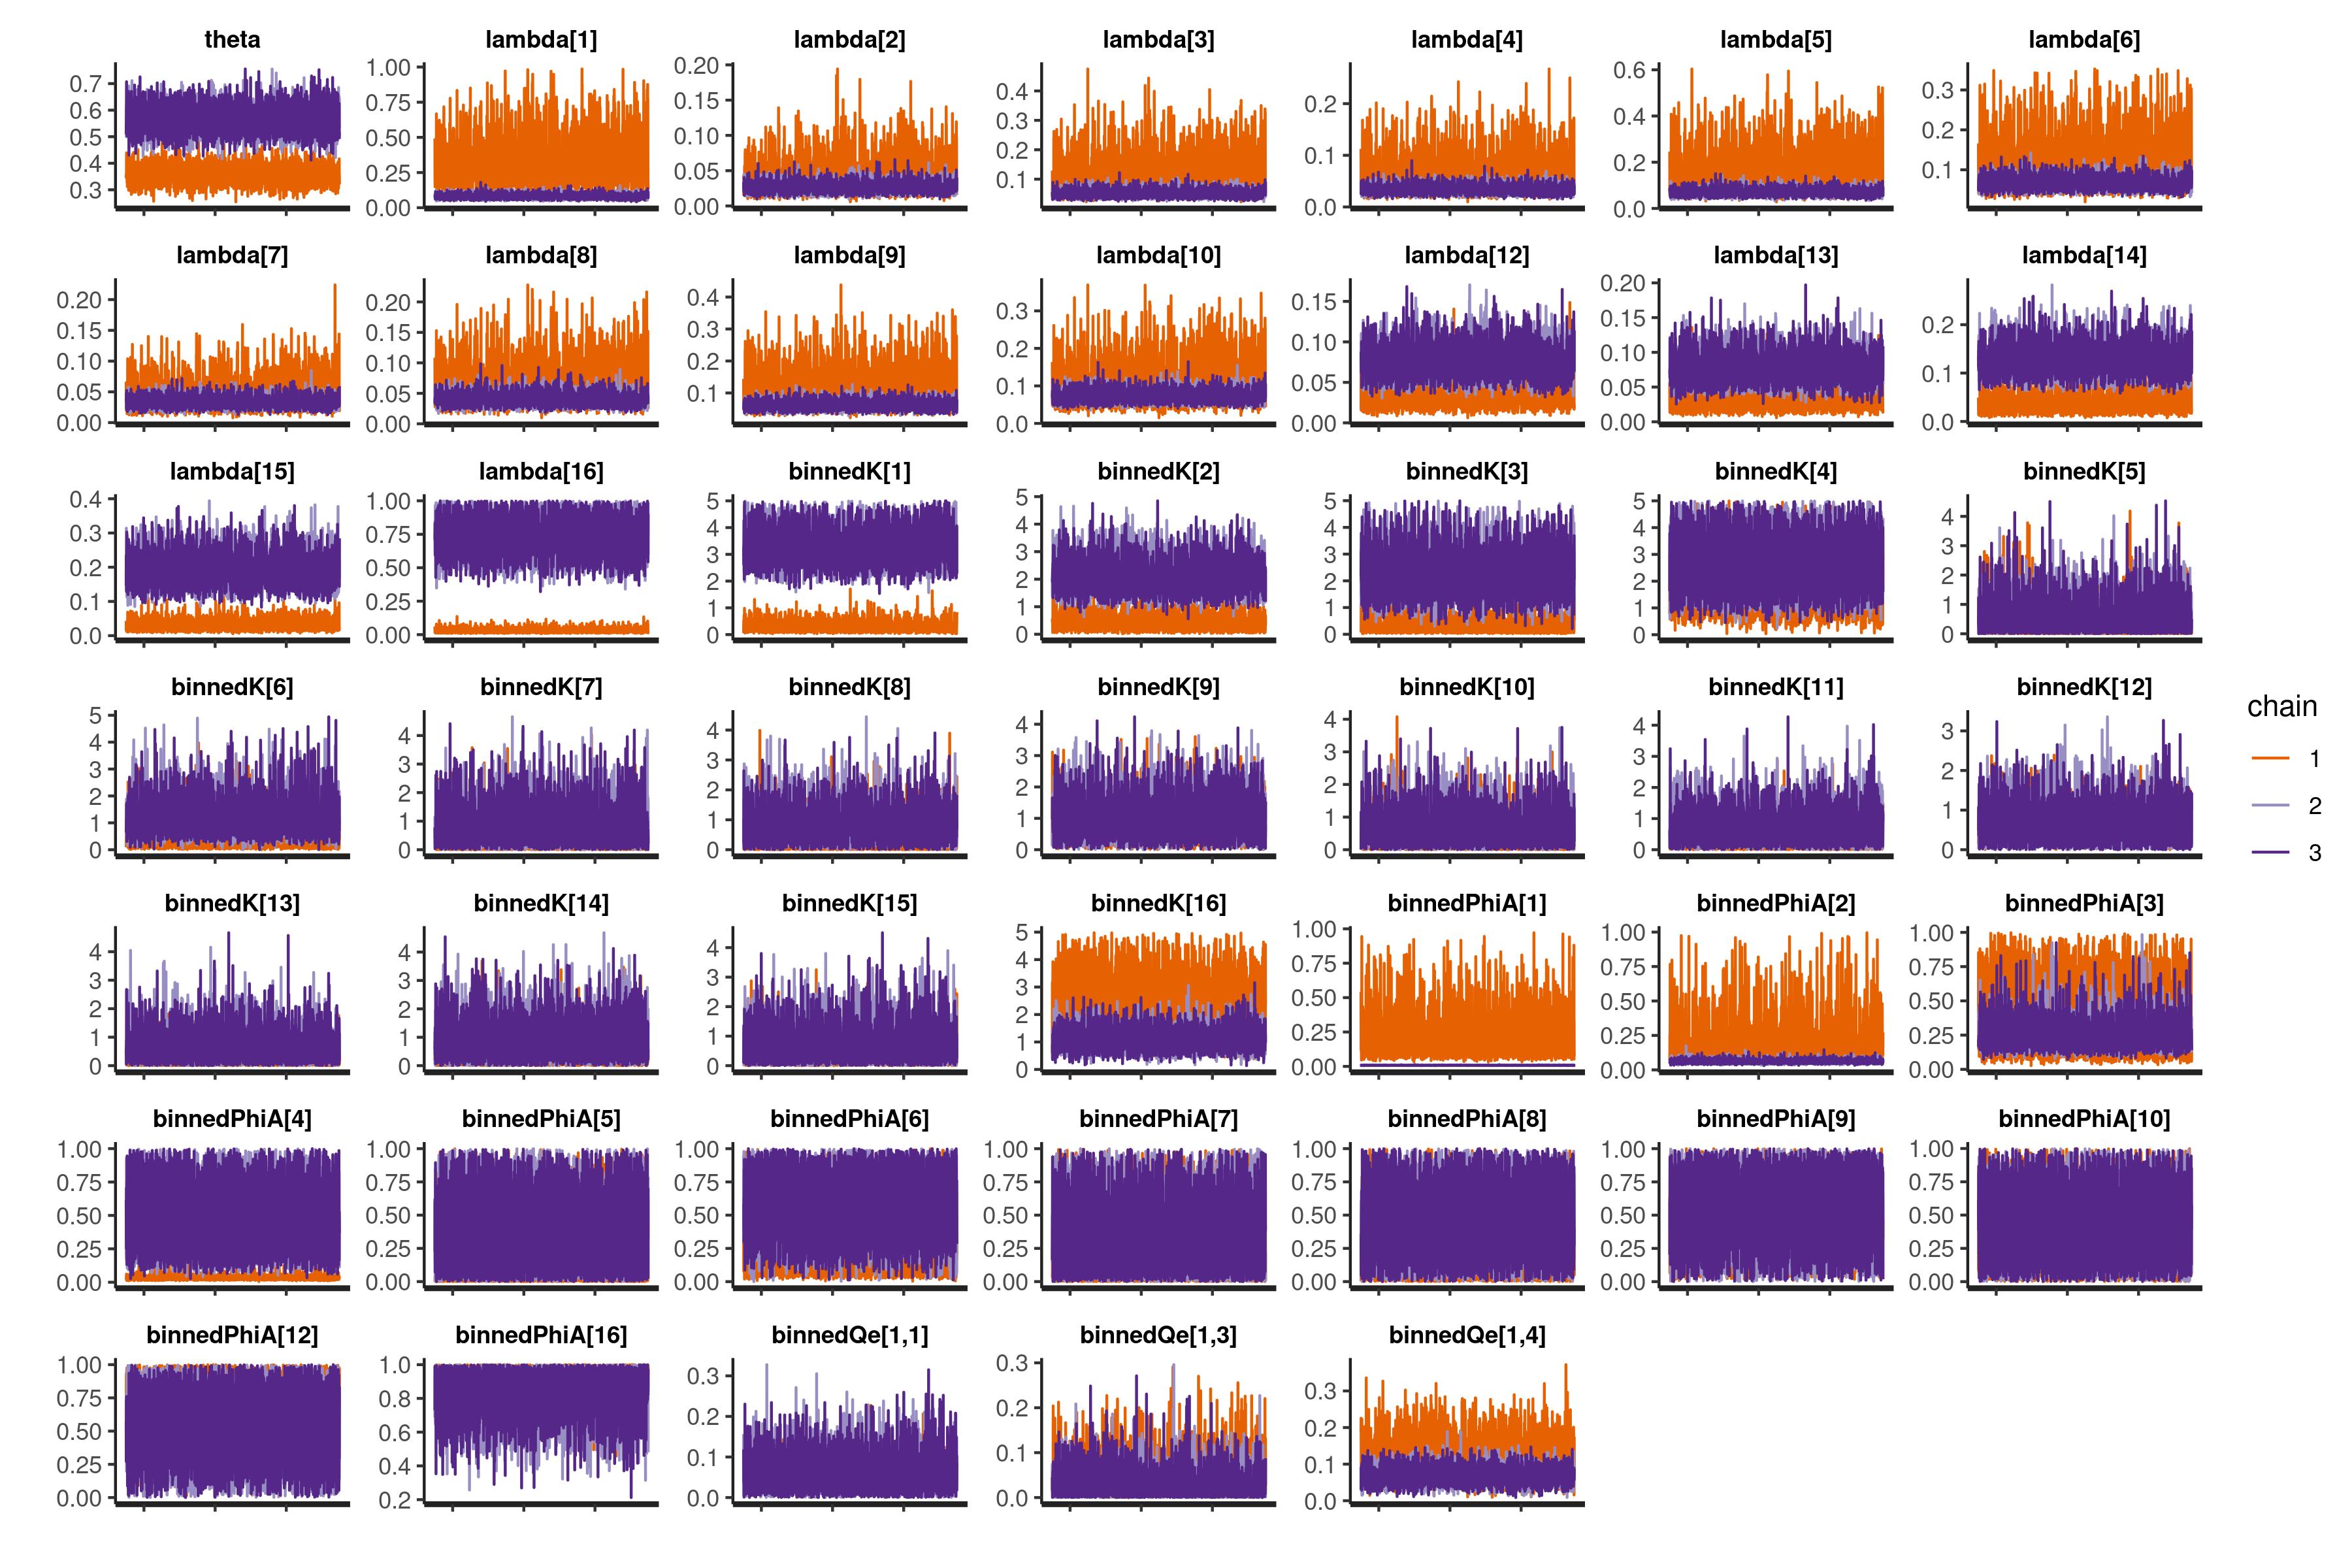 theta lambda[1] lambda[2] lambda[3] lambda[4] lambda[5] lambda[6]
0.7 0.6 0.5 0.4 0.3
1.00 0.75 0.50 0.25 0.00
0.20 0.15 0.10 0.05 0.00
0.4 0.3 0.2 0.1
0.2 0.1 0.0
0.6 0.4 0.2 0.0
0.3 0.2 0.1
lambda[7] lambda[8] lambda[9] lambda[10] lambda[12] lambda[13] lambda[14]
0.20 0.15 0.10 0.05 0.00
0.20 0.15 0.10 0.05 0.00
0.4 0.3 0.2 0.1
0.3 0.2 0.1 0.0
0.15 0.10 0.05 0.00
0.20 0.15 0.10 0.05 0.00
0.2 0.1 0.0
lambda[15] lambda[16] binnedK[1] binnedK[2] binnedK[3] binnedK[4] binnedK[5]
0.4 0.3 0.2 0.1 0.0
1.00 0.75 0.50 0.25 0.00
5 4 3 2 1 0
5 4 3 2 1 0
5 4 3 2 1 0
5 4 3 2 1 0
4 3 2 1 0
binnedK[6] binnedK[7] binnedK[8] binnedK[9] binnedK[10] binnedK[11] binnedK[12]
5 4 3 2 1 0
4 3 2 1 0
4 3 2 1 0
4 3 2 1 0
4 3 2 1 0
4 3 2 1 0
3 2 1 0
binnedK[13] binnedK[14] binnedK[15] binnedK[16] binnedPhiA[1] binnedPhiA[2] binnedPhiA[3]
4 3 2 1 0
4 3 2 1 0
4 3 2 1 0
5 4 3 2 1 0
1.00 0.75 0.50 0.25 0.00
1.00 0.75 0.50 0.25 0.00
1.00 0.75 0.50 0.25 0.00
binnedPhiA[4] binnedPhiA[5] binnedPhiA[6] binnedPhiA[7] binnedPhiA[8] binnedPhiA[9] binnedPhiA[10]
1.00 0.75 0.50 0.25 0.00
1.00 0.75 0.50 0.25 0.00
1.00 0.75 0.50 0.25 0.00
1.00 0.75 0.50 0.25 0.00
1.00 0.75 0.50 0.25 0.00
1.00 0.75 0.50 0.25 0.00
1.00 0.75 0.50 0.25 0.00
binnedPhiA[12] binnedPhiA[16] binnedQe[1,1] binnedQe[1,3] binnedQe[1,4]
1.00 0.75 0.50 0.25 0.00
1.0 0.8 0.6 0.4 0.2
0.3 0.2 0.1 0.0
0.3 0.2 0.1 0.0
0.3 0.2 0.1 0.0
chain
1
2
3